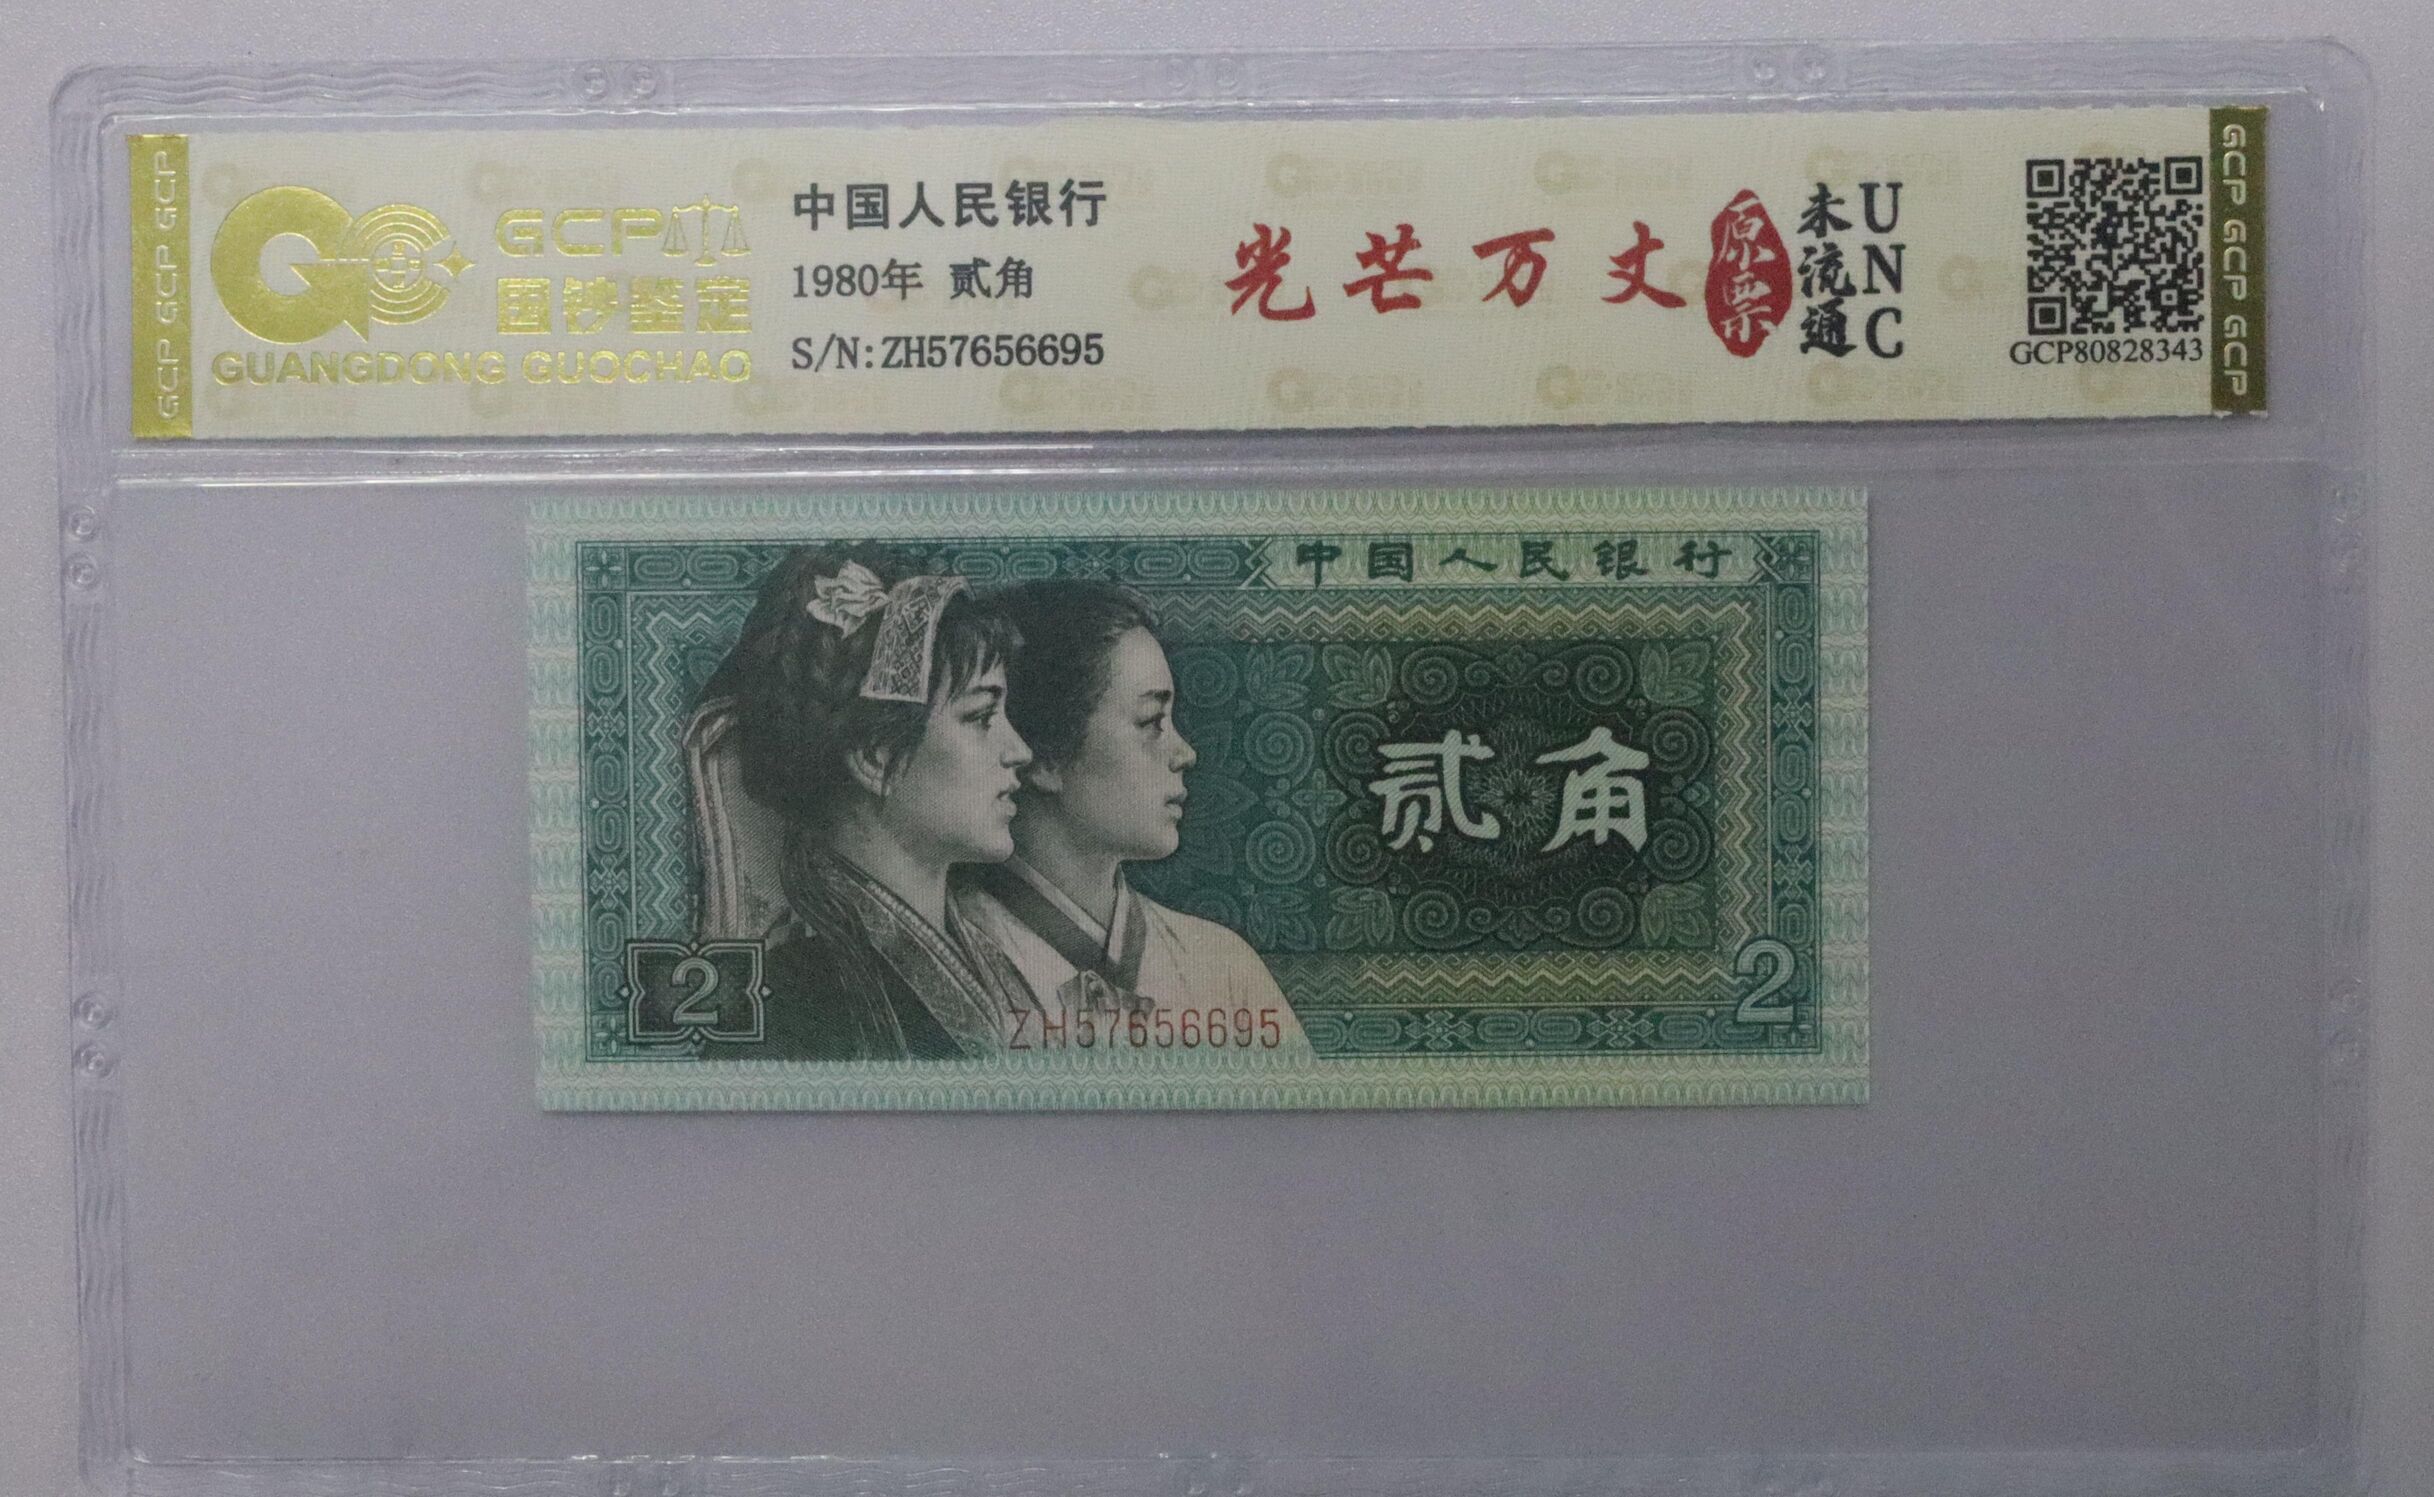 GCP GCP GCP
GCP
国钞鉴定
GUANGDONG GUOCHAO
中国人民银行
1980年 贰角
S/N:ZH57656695
光芒万丈
原票
未流通
UNC
GCP80828343
GCP GCP GCP
中国人民银行
贰角
2
2
ZH57656695